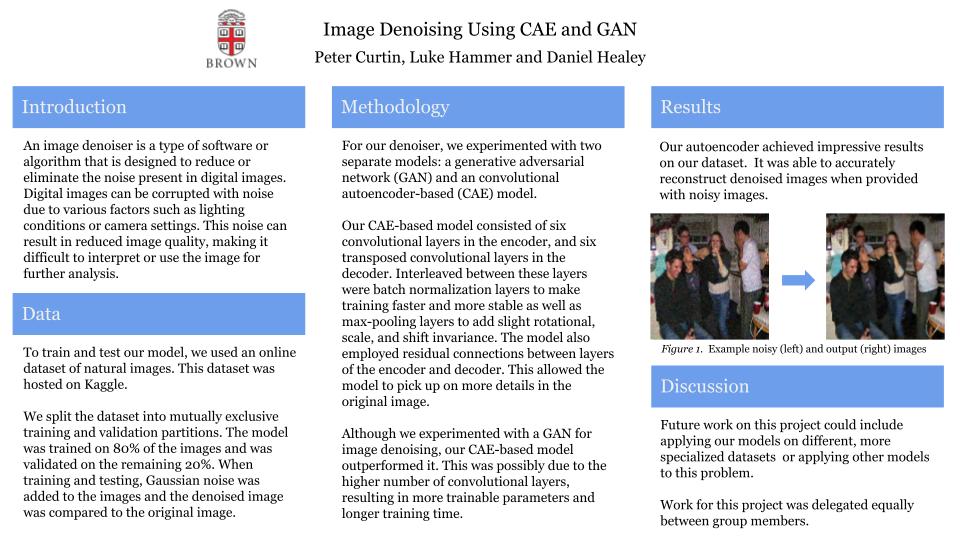 BROWN
Image Denoising Using CAE and GAN
Peter Curtin, Luke Hammer and Daniel Healey
Introduction
An image denoiser is a type of software or
algorithm that is designed to reduce or
eliminate the noise present in digital images.
Digital images can be corrupted with noise
due to various factors such as lighting
conditions or camera settings. This noise can
result in reduced image quality, making it
difficult to interpret or use the image for
further analysis.
Data
To train and test our model, we used an online
dataset of natural images. This dataset was
hosted on Kaggle.
We split the dataset into mutually exclusive
training and validation partitions. The model
was trained on 80% of the images and was
validated on the remaining 20%. When
training and testing, Gaussian noise was
added to the images and the denoised image
was compared to the original image.
Methodology
For our denoiser, we experimented with two
separate models: a generative adversarial
network (GAN) and an convolutional
autoencoder-based (CAE) model.
Our CAE-based model consisted of six
convolutional layers in the encoder, and six
transposed convolutional layers in the
decoder. Interleaved between these layers
were batch normalization layers to make
training faster and more stable as well as
max-pooling layers to add slight rotational,
scale, and shift invariance. The model also
employed residual connections between layers
of the encoder and decoder. This allowed the
model to pick up on more details in the
original image.
Although we experimented with a GAN for
image denoising, our CAE-based model
outperformed it. This was possibly due to the
higher number of convolutional layers,
resulting in more trainable parameters and
longer training time.
Results
Our autoencoder achieved impressive results
on our dataset.  It was able to accurately
reconstruct denoised images when provided
with noisy images.
Figure 1.  Example noisy (left) and output (right) images
Discussion
Future work on this project could include
applying our models on different, more
specialized datasets  or applying other models
to this problem.
Work for this project was delegated equally
between group members.